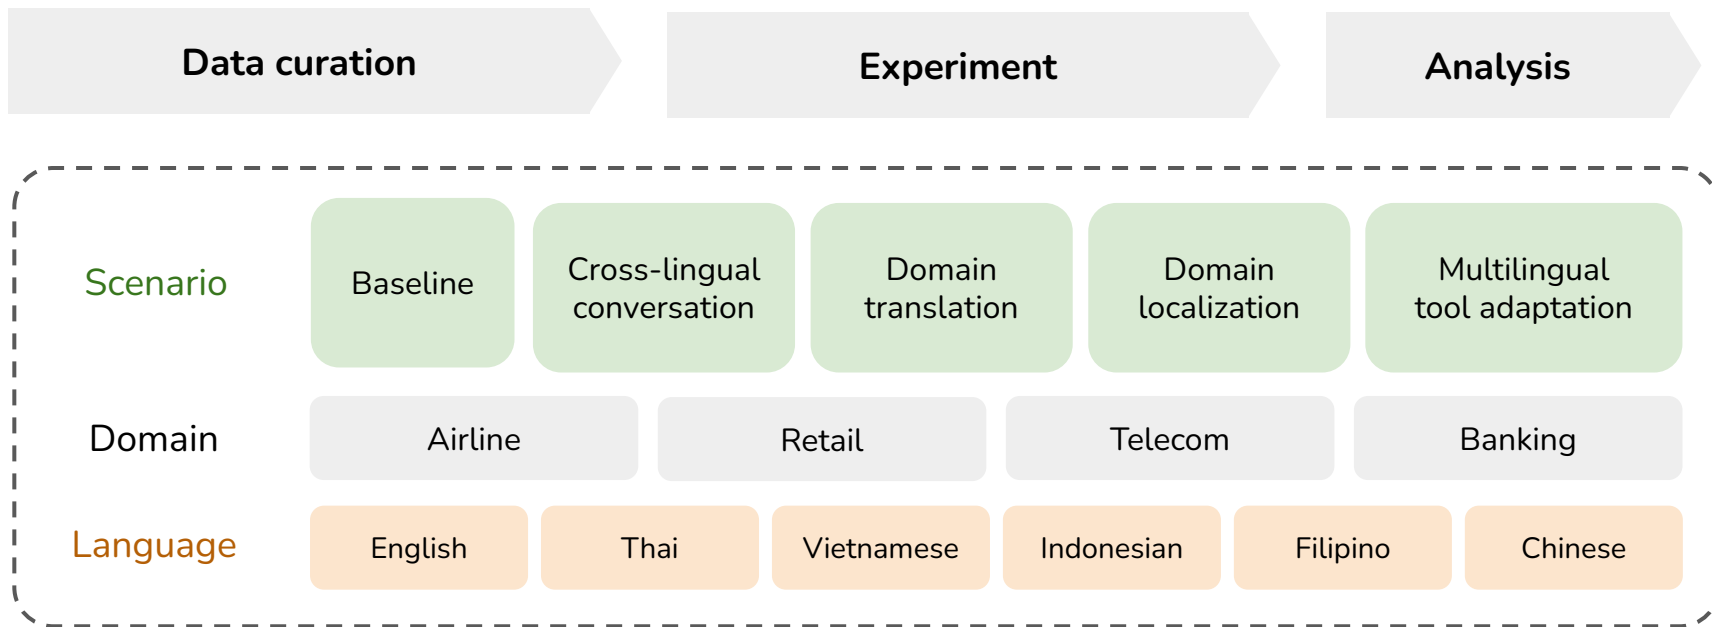 Data curation
Experiment
Analysis
Scenario
Baseline
Cross-lingual
conversation
Domain
translation
Domain
localization
Multilingual
tool adaptation
Domain
Airline
Retail
Telecom
Banking
Language
English
Thai
Vietnamese
Indonesian
Filipino
Chinese